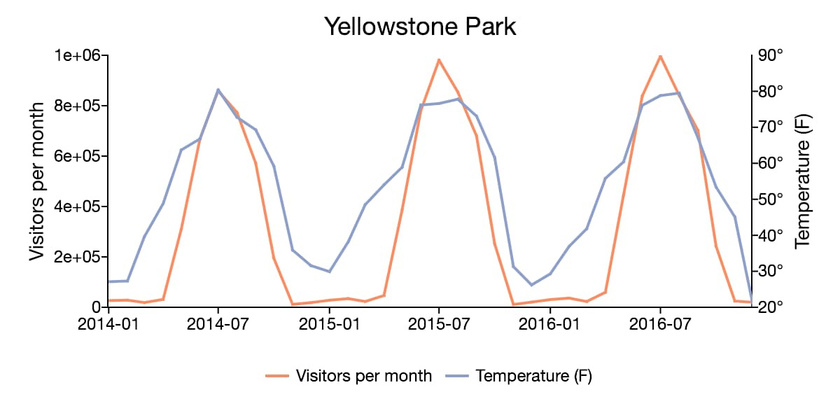 Yellowstone Park
Visitors per month
1e+06
8e+05
6e+05
4e+05
2e+05
0
90°
80°
70°
60°
50°
40°
30°
20°
Temperature (F)
2014-01 2014-07 2015-01 2015-07 2016-01 2016-07
Visitors per month Temperature (F)